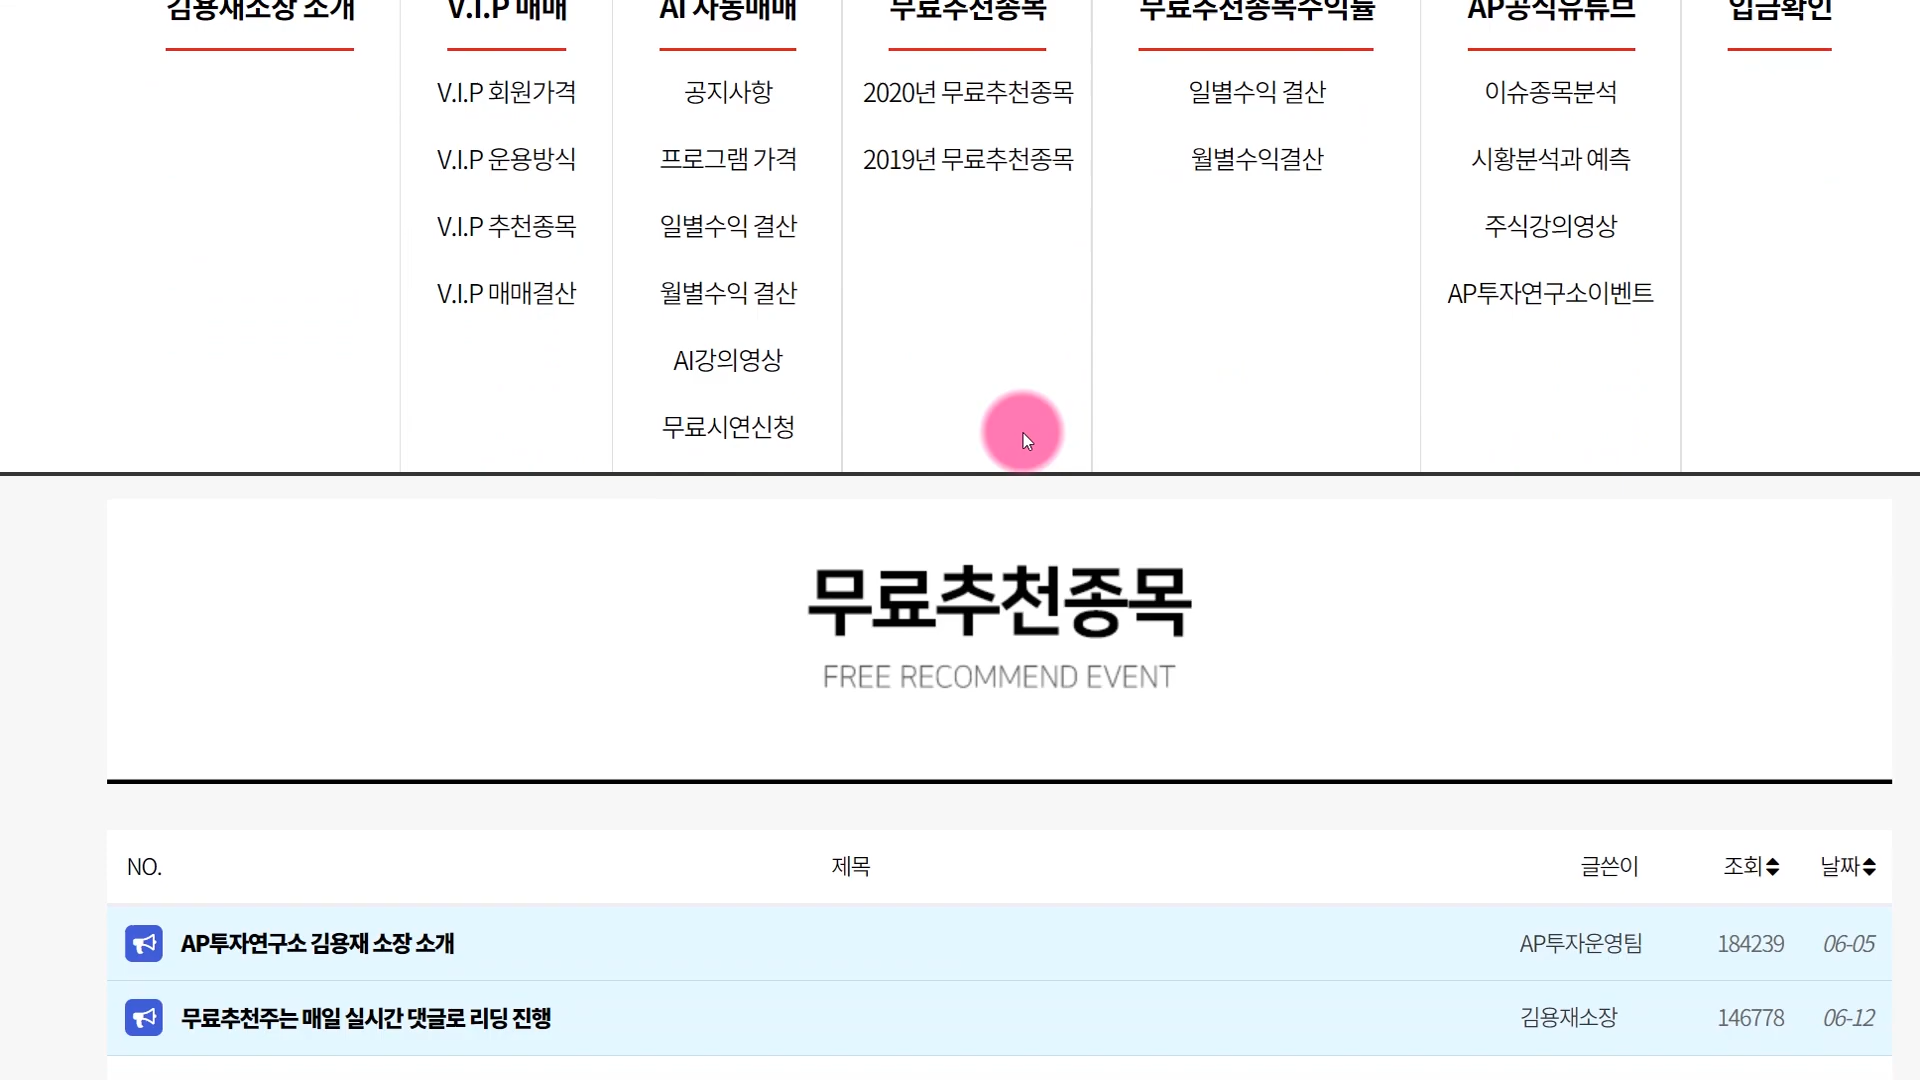 김용재소장 소개 V.I.P 매매 AI 자동매매 무료추천종목 무료추천종목수익률 AP공식유튜브 입금확인
V.I.P 회원가격 공지사항 2020년 무료추천종목 일별수익 결산 이슈종목분석
V.I.P 운용방식 프로그램 가격 2019년 무료추천종목 월별수익결산 시황분석과 예측
V.I.P 추천종목 일별수익 결산 주식강의영상
V.I.P 매매결산 월별수익 결산 AP투자연구소이벤트
AI강의영상
무료시연신청
무료추천종목
FREE RECOMMEND EVENT
NO. 제목 글쓴이 조회 날짜
AP투자연구소 김용재 소장 소개 AP투자운영팀 184239 06-05
무료추천주는 매일 실시간 댓글로 리딩 진행 김용재소장 146778 06-12